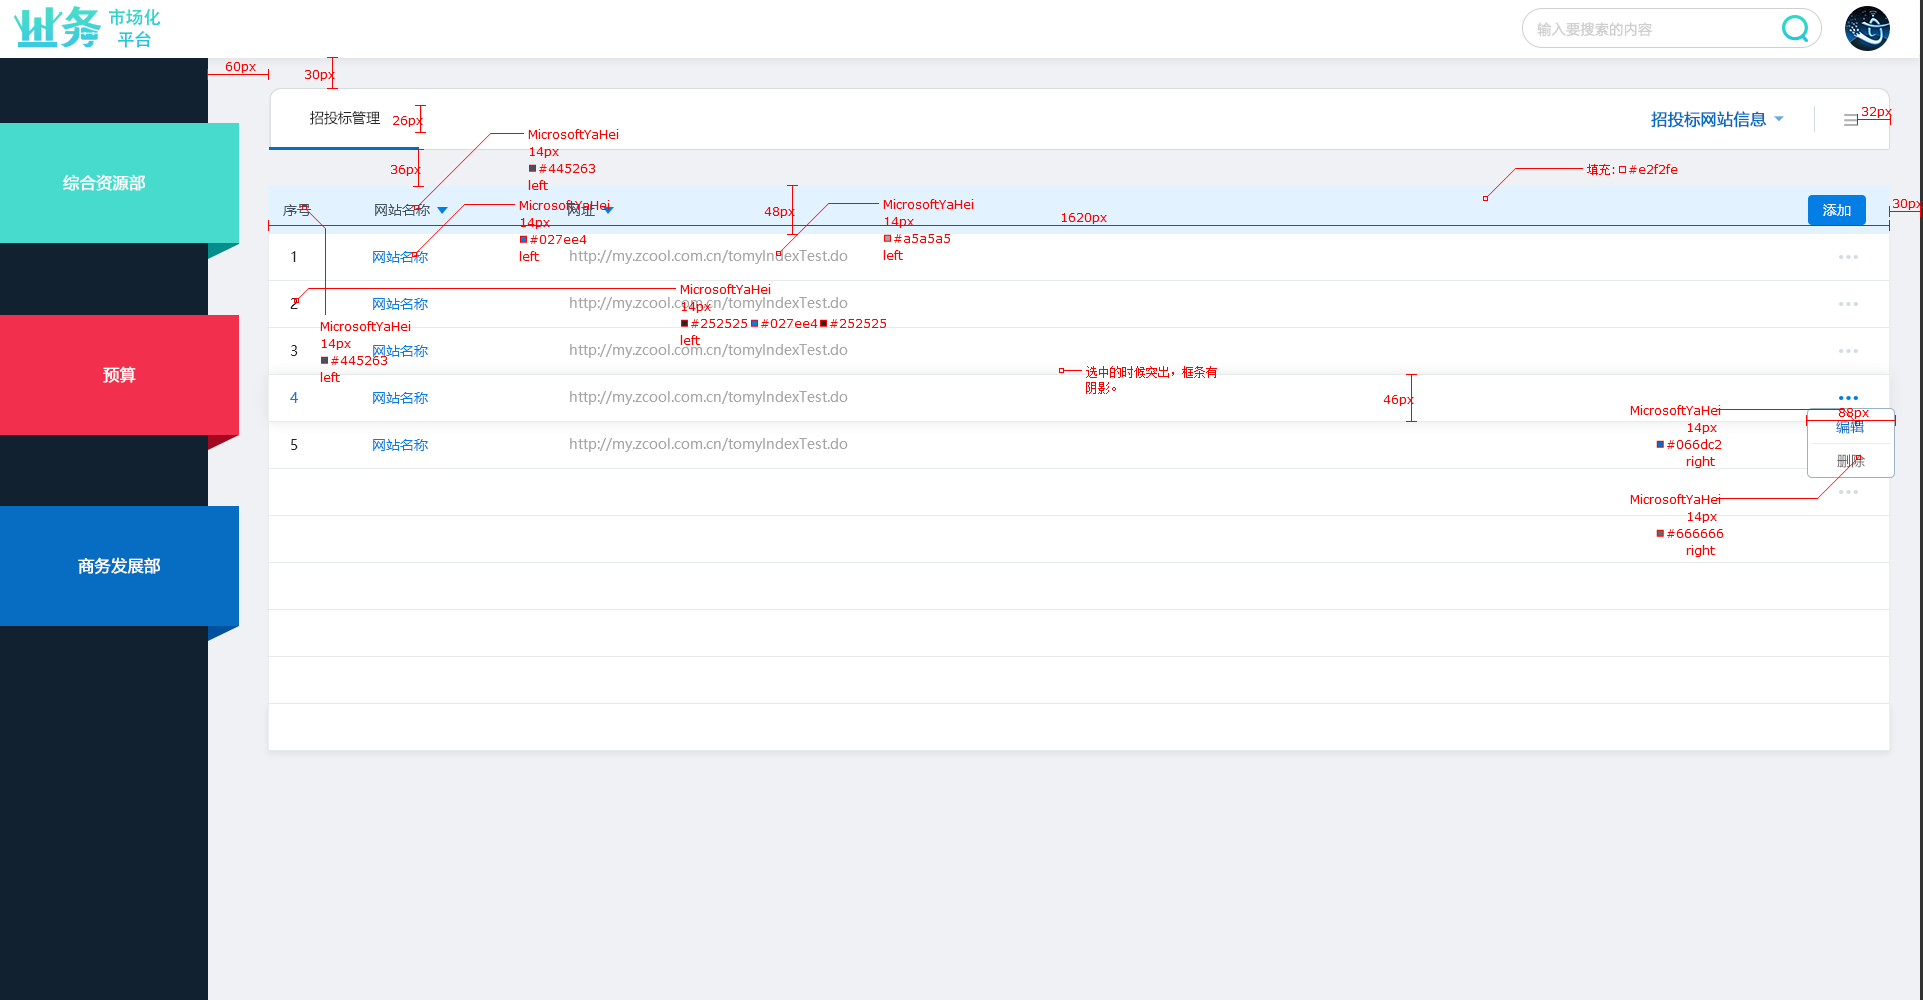 业务 市场化
平台
输入要搜索的内容
60px
30px
招投标管理
26px
招投标网站信息
32px
MicrosoftYaHei
14px
#445263
left
36px
填充: #e2f2fe
序号
网站名称
网址
MicrosoftYaHei
14px
#027ee4
left
48px
MicrosoftYaHei
14px
#a5a5a5
left
1620px
添加
30px
综合资源部
预算
商务发展部
1 网站名称 http://my.zcool.com.cn/tomyIndexTest.do
2 网站名称 http://my.zcool.com.cn/tomyIndexTest.do
3 网站名称 http://my.zcool.com.cn/tomyIndexTest.do
4 网站名称 http://my.zcool.com.cn/tomyIndexTest.do
5 网站名称 http://my.zcool.com.cn/tomyIndexTest.do
MicrosoftYaHei
14px
#252525 #027ee4 #252525
left
MicrosoftYaHei
14px
#445263
left
选中的时候突出，框条有
阴影。
46px
88px
编辑
删除
MicrosoftYaHei
14px
#066dc2
right
MicrosoftYaHei
14px
#666666
right